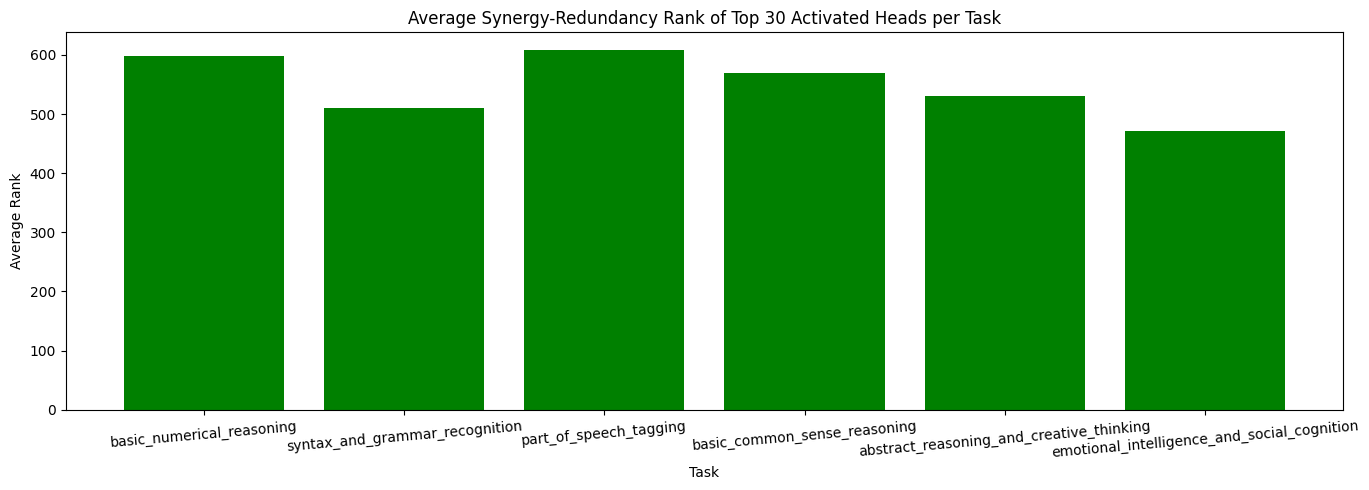 Average Synergy-Redundancy Rank of Top 30 Activated Heads per Task
Average Rank
600
500
400
300
200
100
0
basic_numerical_reasoning
syntax_and_grammar_recognition
part_of_speech_tagging
basic_common_sense_reasoning
abstract_reasoning_and_creative_thinking
emotional_intelligence_and_social_cognition
Task